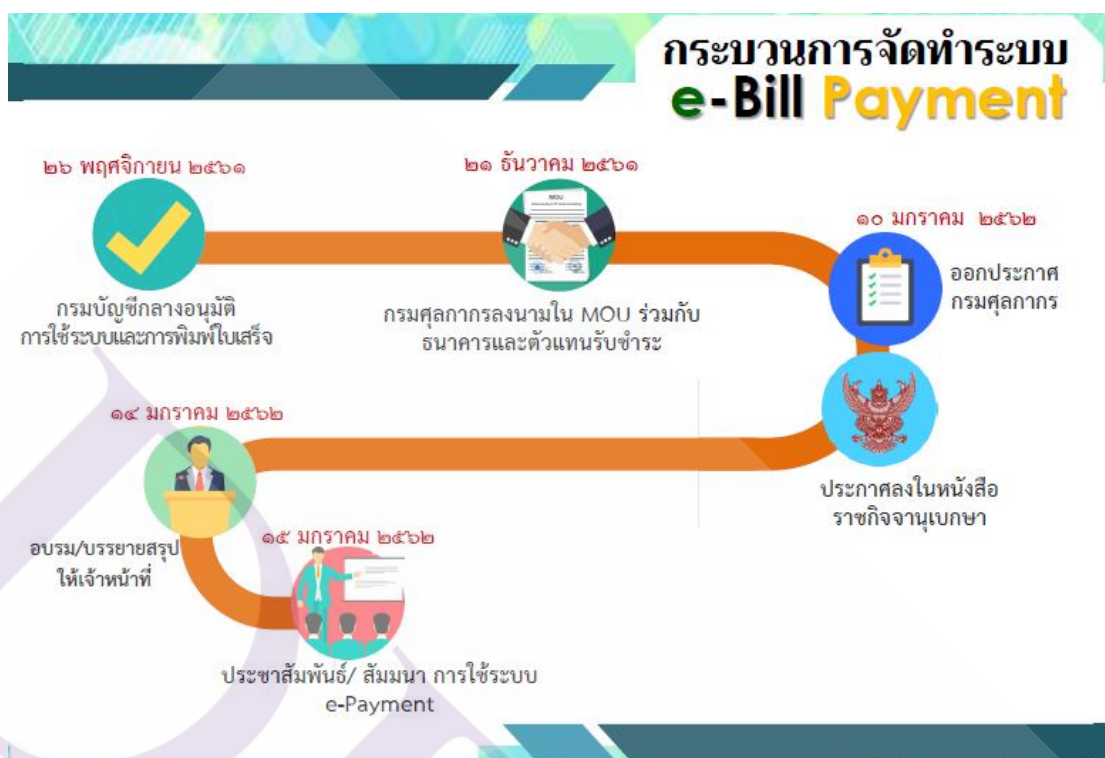 กระบวนการจัดทำระบบ
e-Bill Payment
๒๖ พฤศจิกายน ๒๕๖๑
กรมบัญชีกลางอนุมัติ
การใช้ระบบและการพิมพ์ใบเสร็จ
๒๑ ธันวาคม ๒๕๖๑
MOU
กรมศุลกากรลงนามใน MOU ร่วมกับ
ธนาคารและตัวแทนรับชำระ
๑๐ มกราคม ๒๕๖๒
ออกประกาศ
กรมศุลกากร
ประกาศลงในหนังสือ
ราชกิจจานุเบกษา
๑๔ มกราคม ๒๕๖๒
อบรม/บรรยายสรุป
ให้เจ้าหน้าที่
๑๕ มกราคม ๒๕๖๒
ประชาสัมพันธ์/ สัมมนา การใช้ระบบ
e-Payment